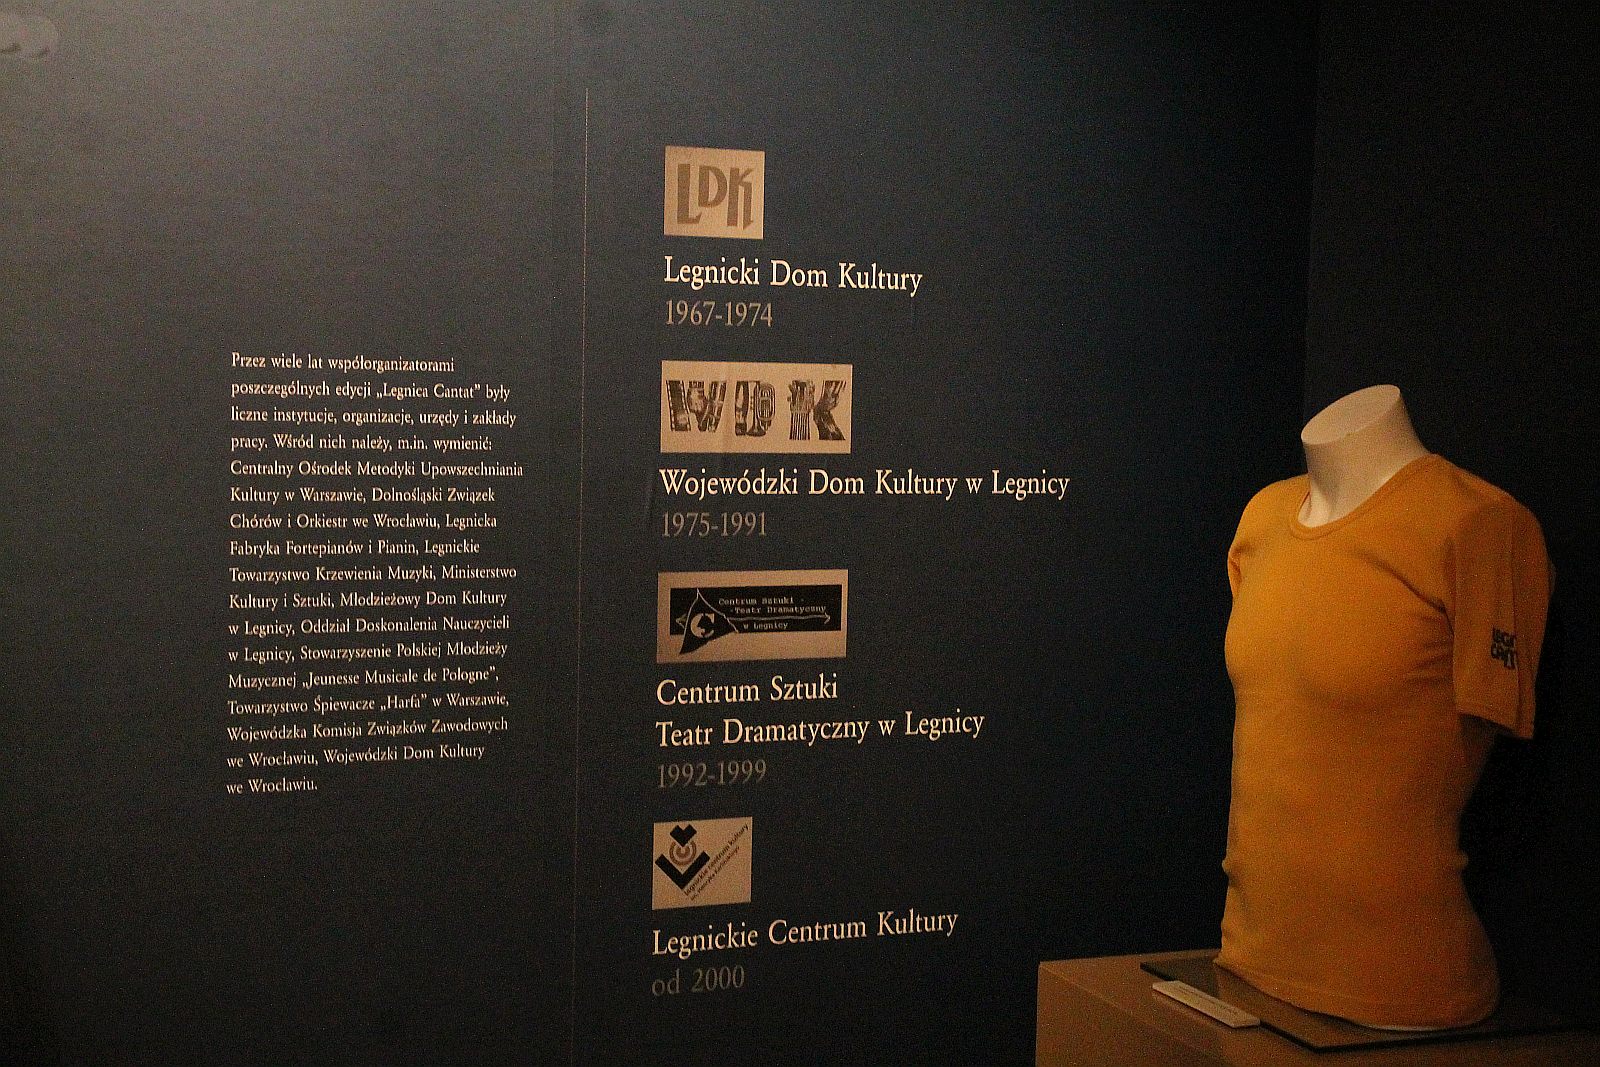 Przez wiele lat współorganizatorami
poszczególnych edycji „Legnica Cantat” były
liczne instytucje, organizacje, urzędy i zakłady
pracy. Wśród nich należy, m.in. wymienić:
Centralny Ośrodek Metodyki Upowszechniania
Kultury w Warszawie, Dolnośląski Związek
Chórów i Orkiestr we Wrocławiu, Legnicka
Fabryka Fortepianów i Pianin, Legnickie
Towarzystwo Krzewienia Muzyki, Ministerstwo
Kultury i Sztuki, Młodzieżowy Dom Kultury
w Legnicy, Oddział Doskonalenia Nauczycieli
w Legnicy, Stowarzyszenie Polskiej Młodzieży
Muzycznej „Jeunesse Musicale de Pologne”,
Towarzystwo Śpiewacze „Harfa” w Warszawie,
Wojewódzka Komisja Związków Zawodowych
we Wrocławiu, Wojewódzki Dom Kultury
we Wrocławiu.
LDK
Legnicki Dom Kultury
1967-1974
WDK
Wojewódzki Dom Kultury w Legnicy
1975-1991
Centrum Sztuki -
-Teatr Dramatyczny
w Legnicy
Centrum Sztuki
Teatr Dramatyczny w Legnicy
1992-1999
legnickie centrum kultury
Legnickie Centrum Kultury
od 2000